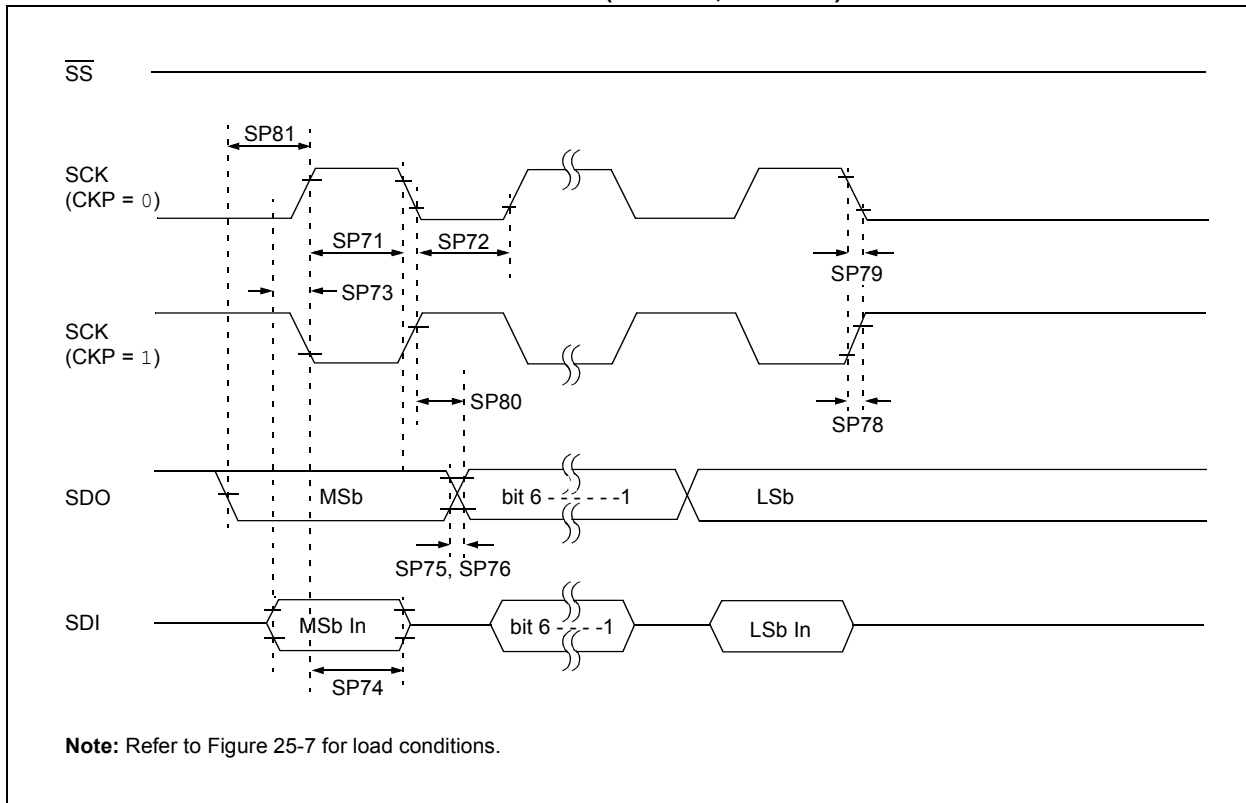 SS
SP81
SCK
(CKP = 0)
SP71
SP72
SP79
SP73
SCK
(CKP = 1)
SP80
SP78
SDO
MSb
bit 6 - - - - - -1
LSb
SP75, SP76
SDI
MSb In
bit 6 - - - -1
LSb In
SP74
Note: Refer to Figure 25-7 for load conditions.